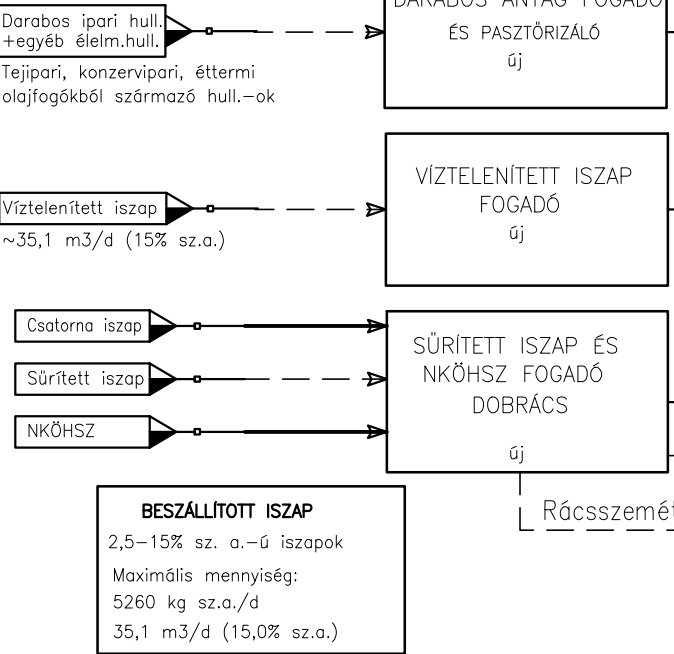 Darabos ipari hull.
+egyéb élelm.hull.
Tejipari, konzervipari, éttermi
olajfogókból származó hull.-ok
DARABOS ANYAG FOGADÓ
ÉS PASZTŐRIZÁLÓ
új
Víztelenített iszap
~35,1 m3/d (15% sz.a.)
VÍZTELENÍTETT ISZAP
FOGADÓ
új
Csatorna iszap
Sűrített iszap
NKÖHSZ
SŰRÍTETT ISZAP ÉS
NKÖHSZ FOGADÓ
DOBRÁCS
új
Rácsszemét
BESZÁLLÍTOTT ISZAP
2,5-15% sz. a.-ú iszapok
Maximális mennyiség:
5260 kg sz.a./d
35,1 m3/d (15,0% sz.a.)